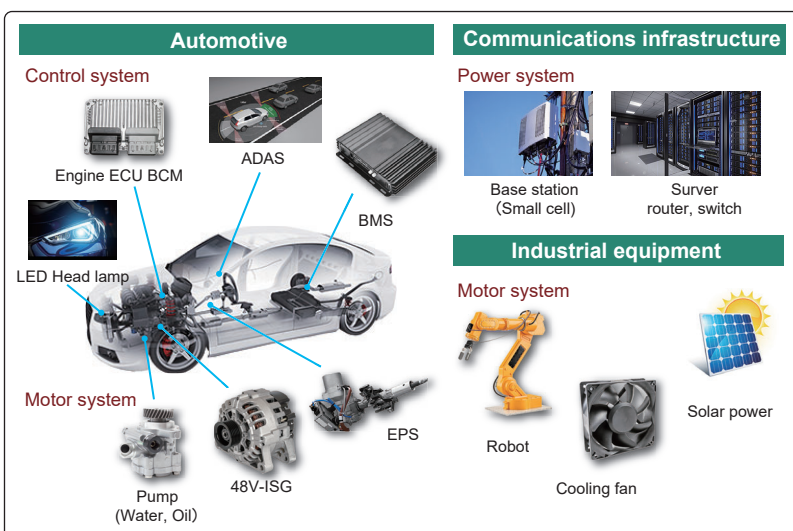 Automotive
Control system
Engine ECU BCM
ADAS
BMS
LED Head lamp
Motor system
Pump
(Water, Oil)
48V-ISG
EPS
Communications infrastructure
Power system
Base station
(Small cell)
Surver
router, switch
Industrial equipment
Motor system
Robot
Cooling fan
Solar power